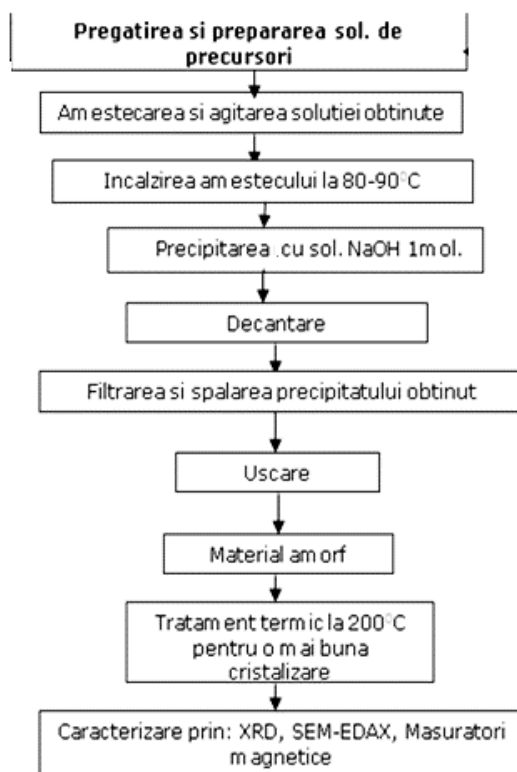 Pregatirea si prepararea sol. de
precursori
Amestecarea si agitarea solutiei obtinute
Incalzirea amestecului la 80-90°C
Precipitarea .cu sol. NaOH 1mol.
Decantare
Filtrarea si spalarea precipitatului obtinut
Uscare
Material amorf
Tratament termic la 200°C
pentru o mai buna
cristalizare
Caracterizare prin: XRD, SEM-EDAX, Masuratori
magnetice